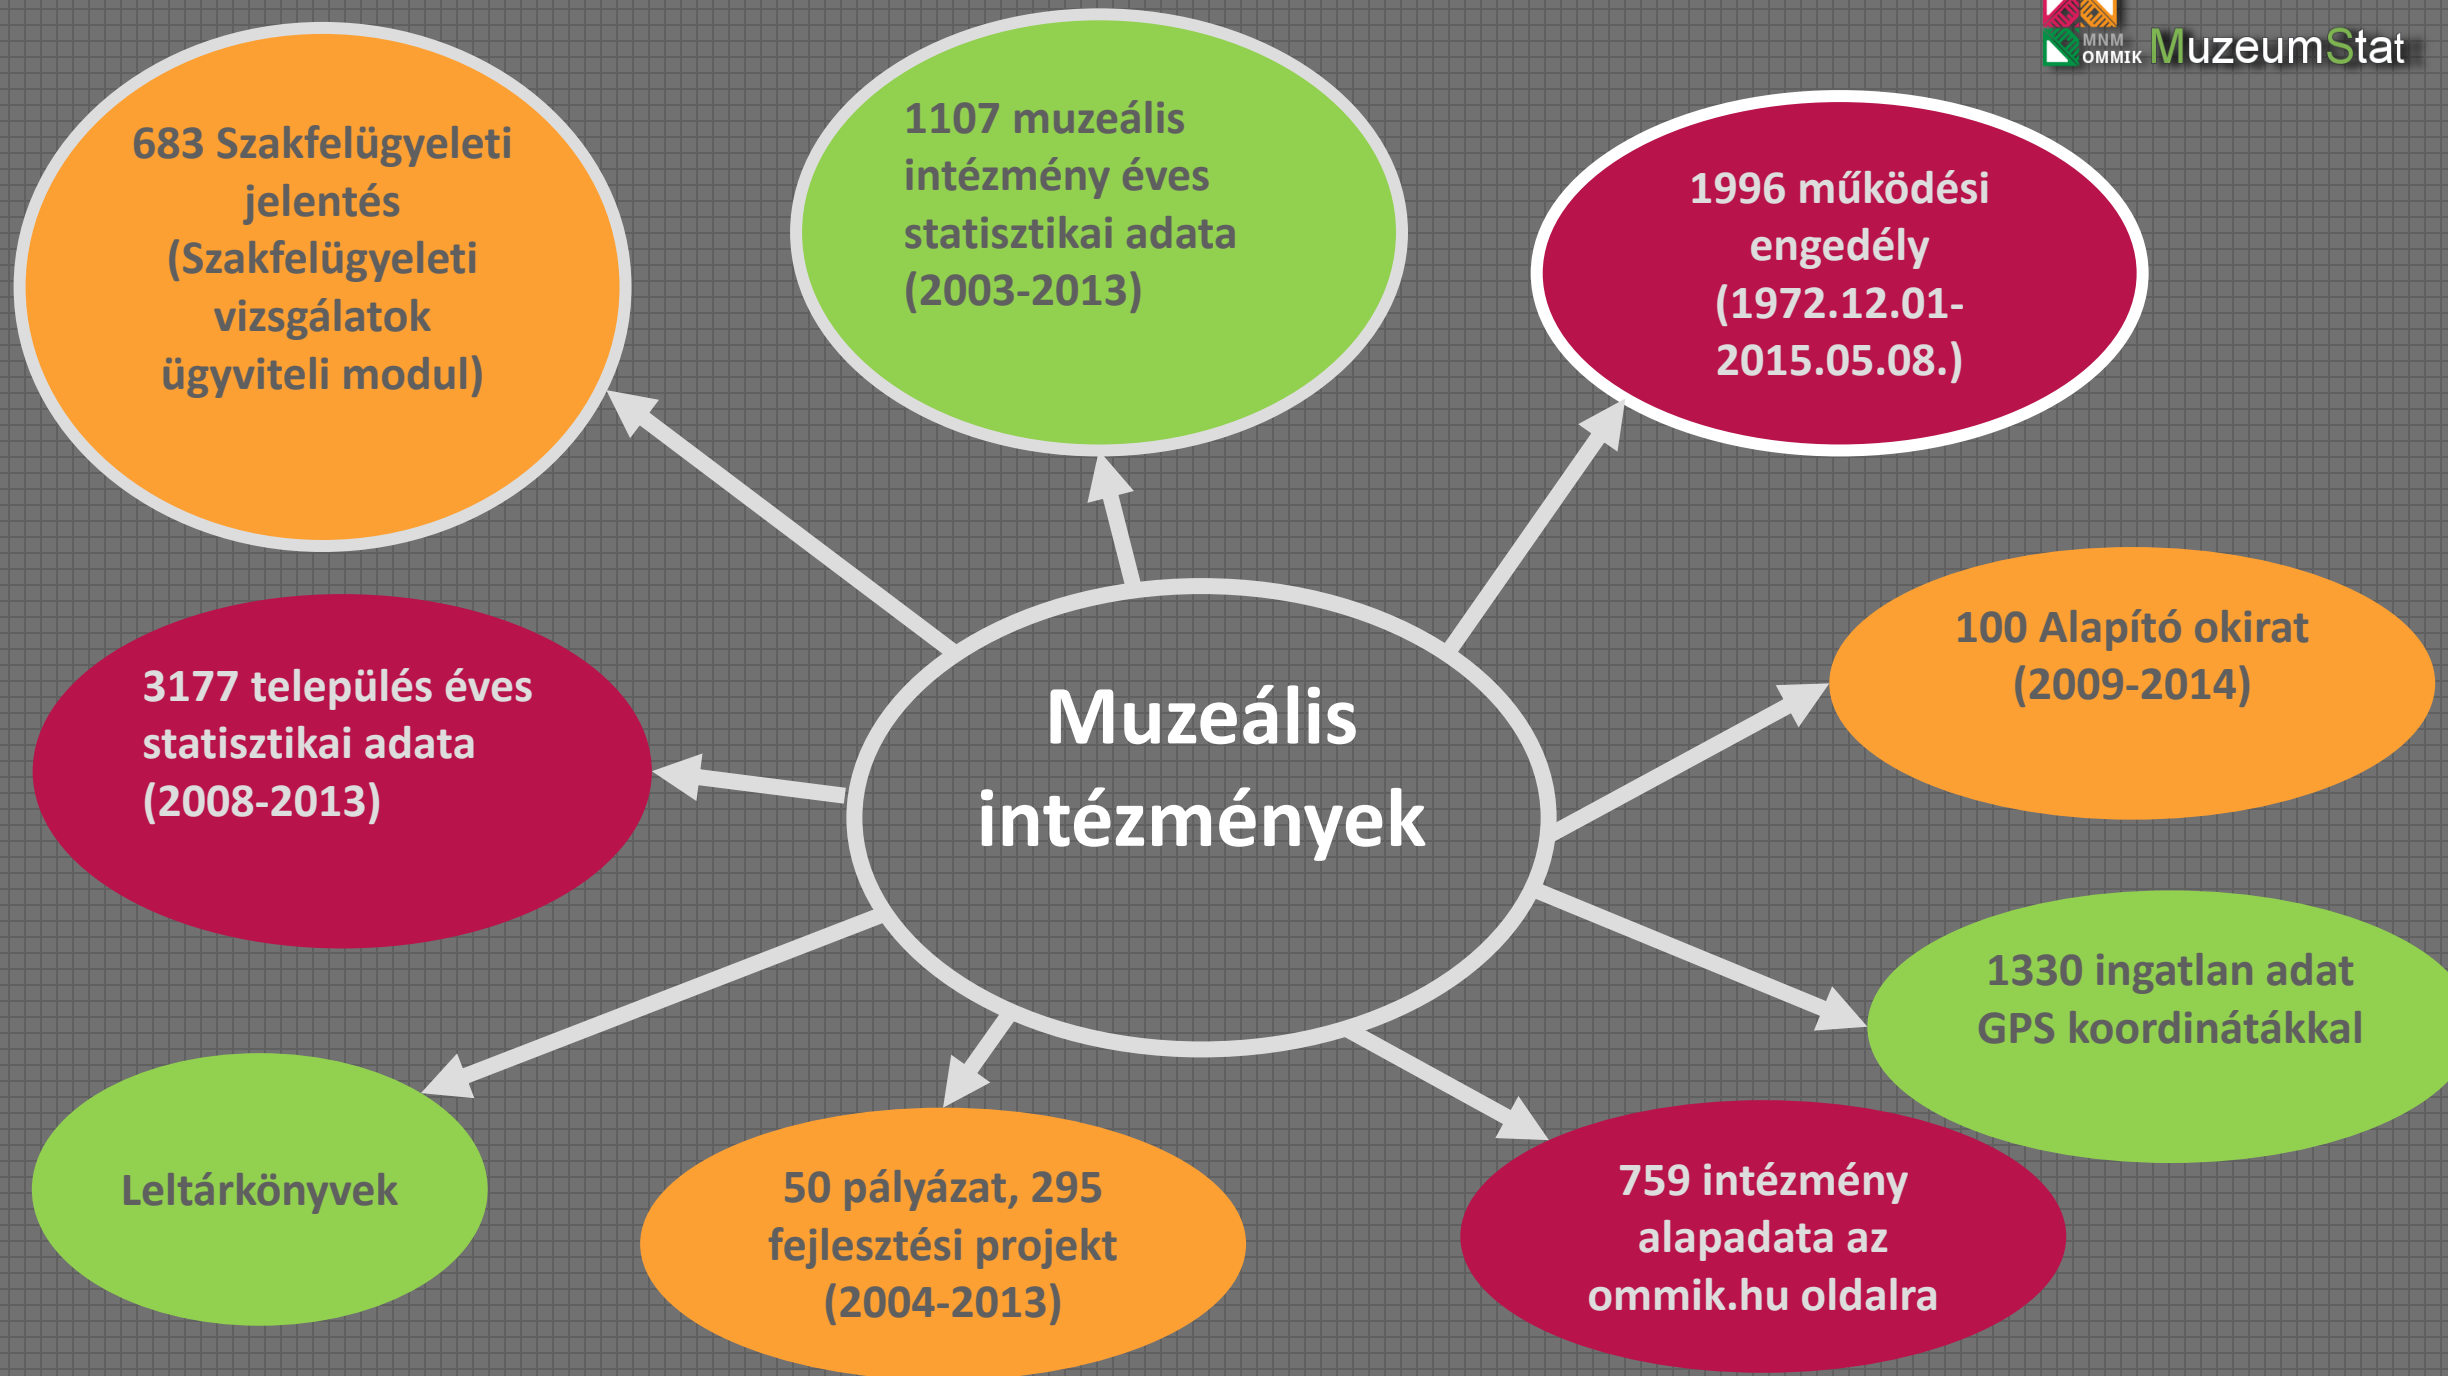 MNM
OMMIK
MuzeumStat
683 Szakfelügyeleti
jelentés
(Szakfelügyeleti
vizsgálatok
ügyviteli modul)
1107 muzeális
intézmény éves
statisztikai adata
(2003-2013)
1996 működési
engedély
(1972.12.01-
2015.05.08.)
3177 település éves
statisztikai adata
(2008-2013)
Muzeális
intézmények
100 Alapító okirat
(2009-2014)
1330 ingatlan adat
GPS koordinátákkal
Leltárkönyvek
50 pályázat, 295
fejlesztési projekt
(2004-2013)
759 intézmény
alapadata az
ommik.hu oldalra